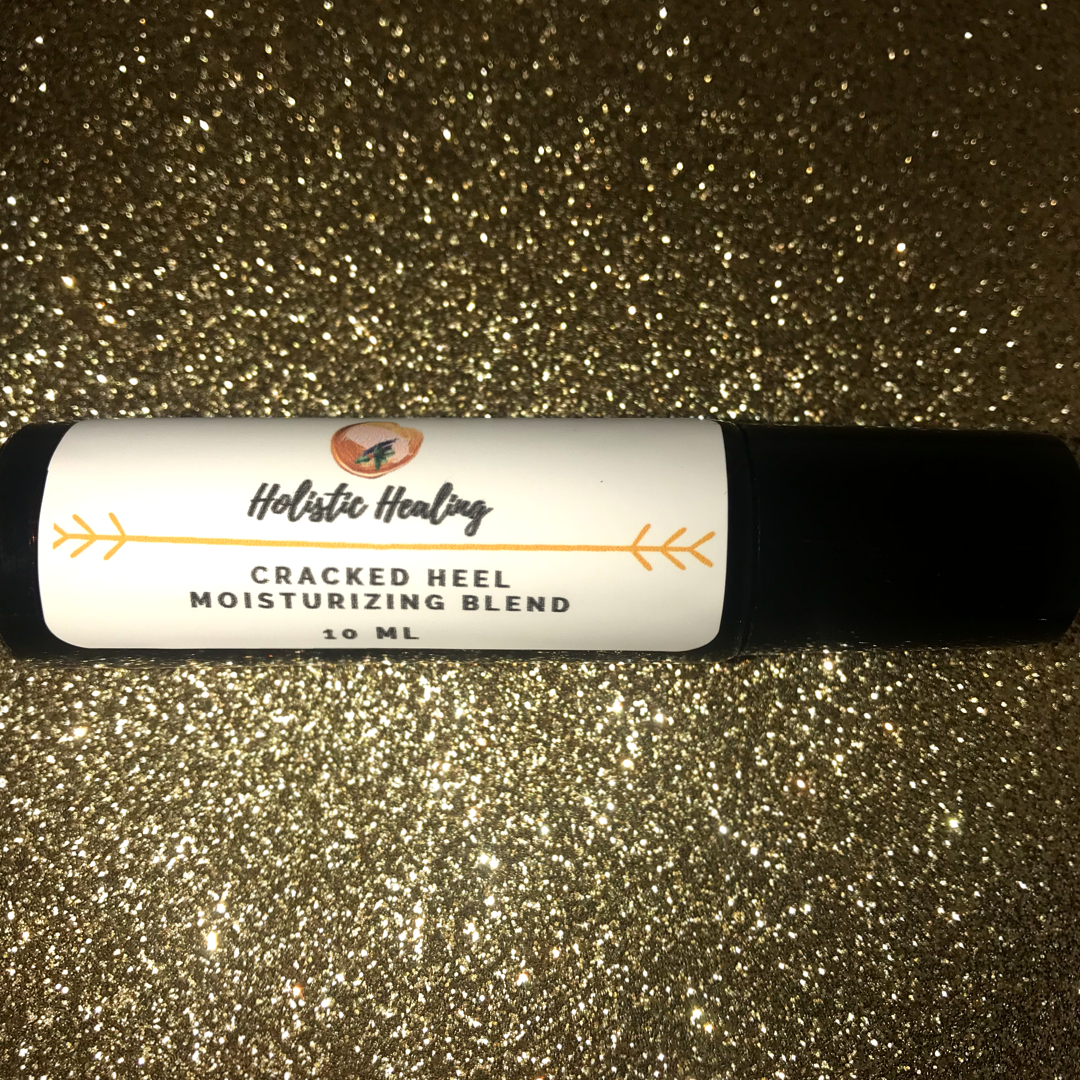 Holistic Healing
CRACKED HEEL
MOISTURIZING BLEND
10 ML